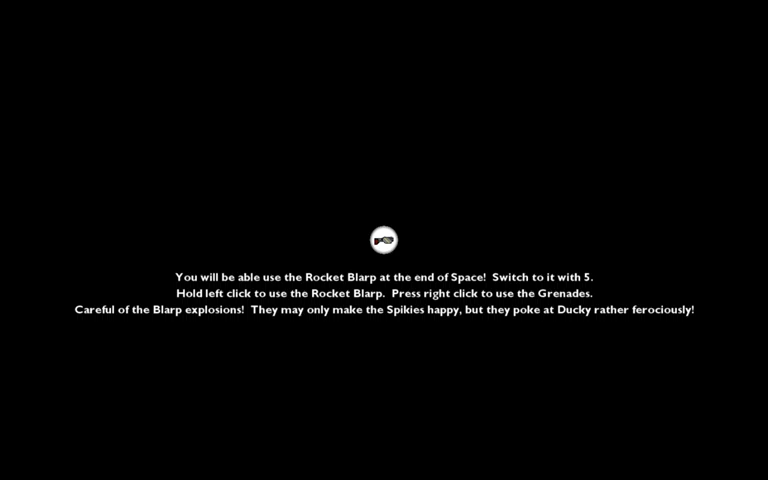 You will be able use the Rocket Blarp at the end of Space!  Switch to it with 5.
Hold left click to use the Rocket Blarp.  Press right click to use the Grenades.
Careful of the Blarp explosions!  They may only make the Spikies happy, but they poke at Ducky rather ferociously!